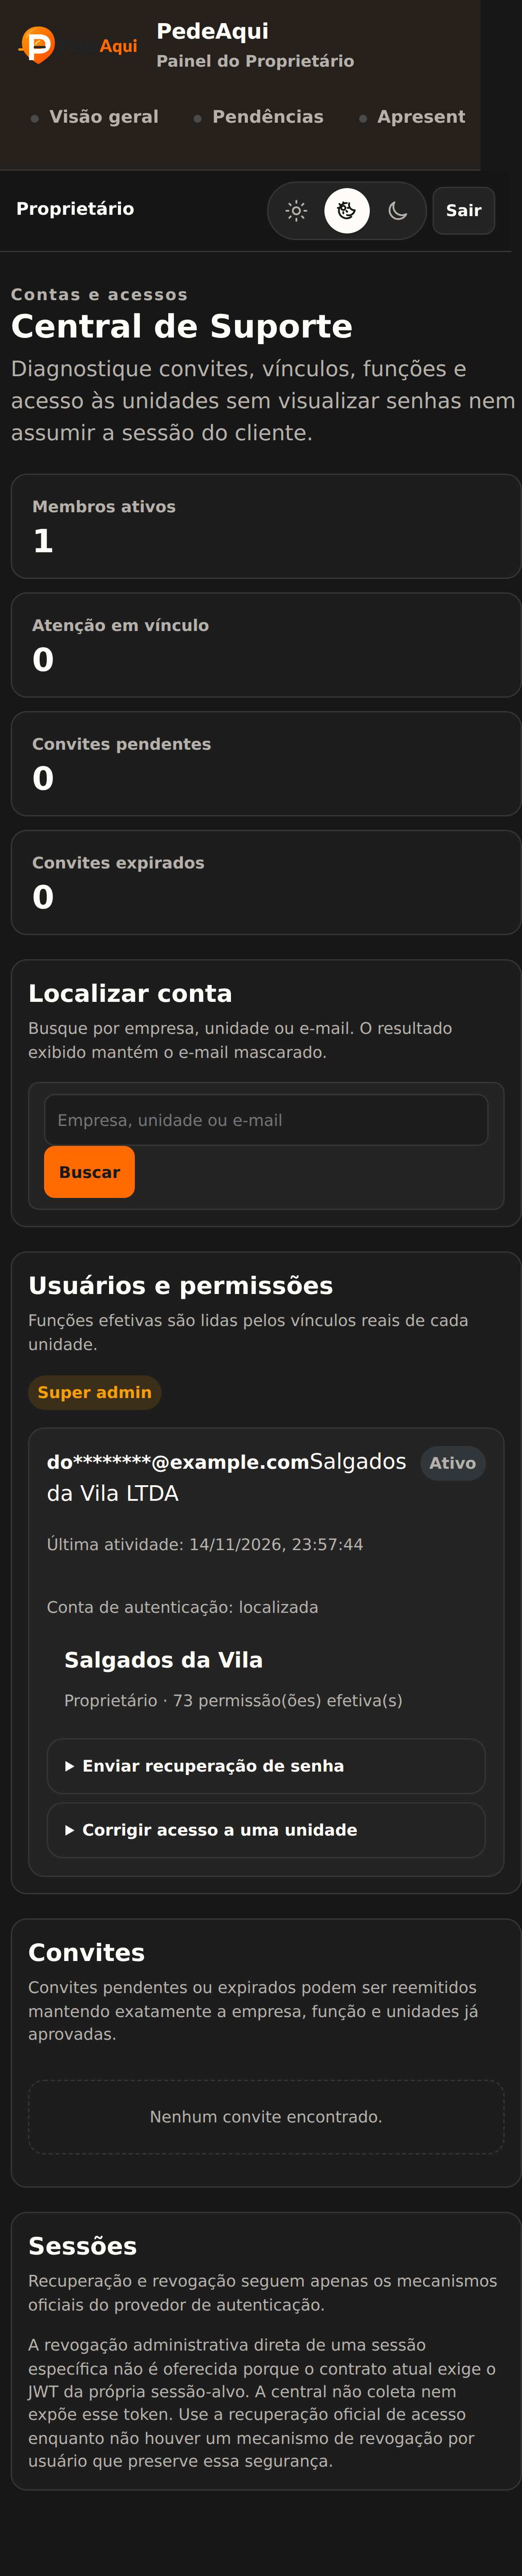 P Aqui
PedeAqui
Painel do Proprietário
Visão geral
Pendências
Apresent
Proprietário
Sair
Contas e acessos
Central de Suporte
Diagnostique convites, vínculos, funções e
acesso às unidades sem visualizar senhas nem
assumir a sessão do cliente.
Membros ativos
1
Atenção em vínculo
0
Convites pendentes
0
Convites expirados
0
Localizar conta
Busque por empresa, unidade ou e-mail. O resultado
exibido mantém o e-mail mascarado.
Empresa, unidade ou e-mail
Buscar
Usuários e permissões
Funções efetivas são lidas pelos vínculos reais de cada
unidade.
Super admin
do********@example.comSalgados
da Vila LTDA
Ativo
Última atividade: 14/11/2026, 23:57:44
Conta de autenticação: localizada
Salgados da Vila
Proprietário · 73 permissão(ões) efetiva(s)
▶ Enviar recuperação de senha
▶ Corrigir acesso a uma unidade
Convites
Convites pendentes ou expirados podem ser reemitidos
mantendo exatamente a empresa, função e unidades já
aprovadas.
Nenhum convite encontrado.
Sessões
Recuperação e revogação seguem apenas os mecanismos
oficiais do provedor de autenticação.
A revogação administrativa direta de uma sessão
específica não é oferecida porque o contrato atual exige o
JWT da própria sessão-alvo. A central não coleta nem
expõe esse token. Use a recuperação oficial de acesso
enquanto não houver um mecanismo de revogação por
usuário que preserve essa segurança.